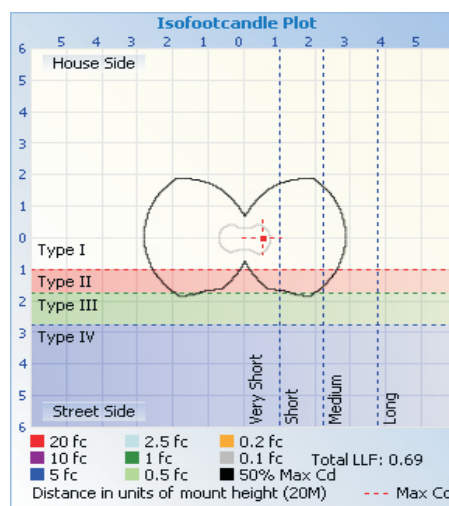 Isofootcandle Plot
5 4 3 2 1 0 1 2 3 4 5
6
House Side
5
4
3
2
1
0
Type I
1
Type II
2
Type III
3
Type IV
4
5
6
Street Side
Very Short
Short
Medium
Long
20 fc 2.5 fc 0.2 fc
10 fc 1 fc 0.1 fc Total LLF: 0.69
5 fc 0.5 fc 50% Max Cd
Distance in units of mount height (20M) --- Max Cd